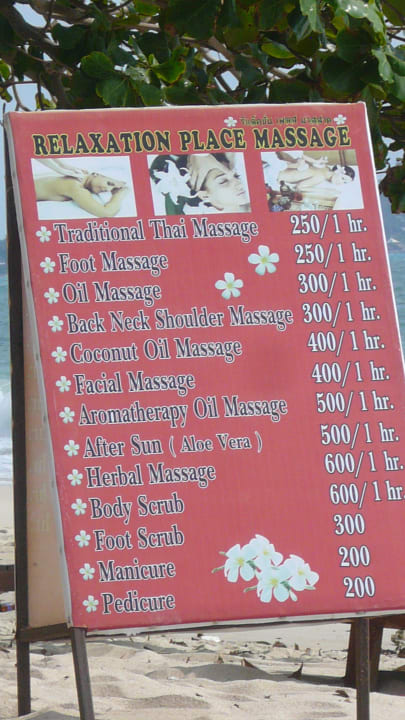 RELAXATION PLACE MASSAGE
Traditional Thai Massage 250/1 hr.
Foot Massage 250/1 hr.
Oil Massage 300/1 hr.
Back Neck Shoulder Massage 300/1 hr.
Coconut Oil Massage 400/1 hr.
Facial Massage 400/1 hr.
Aromatherapy Oil Massage 500/1 hr.
After Sun ( Aloe Vera ) 500/1 hr.
Herbal Massage 600/1 hr.
Body Scrub 600/1 hr.
Foot Scrub 300
Manicure 200
Pedicure 200